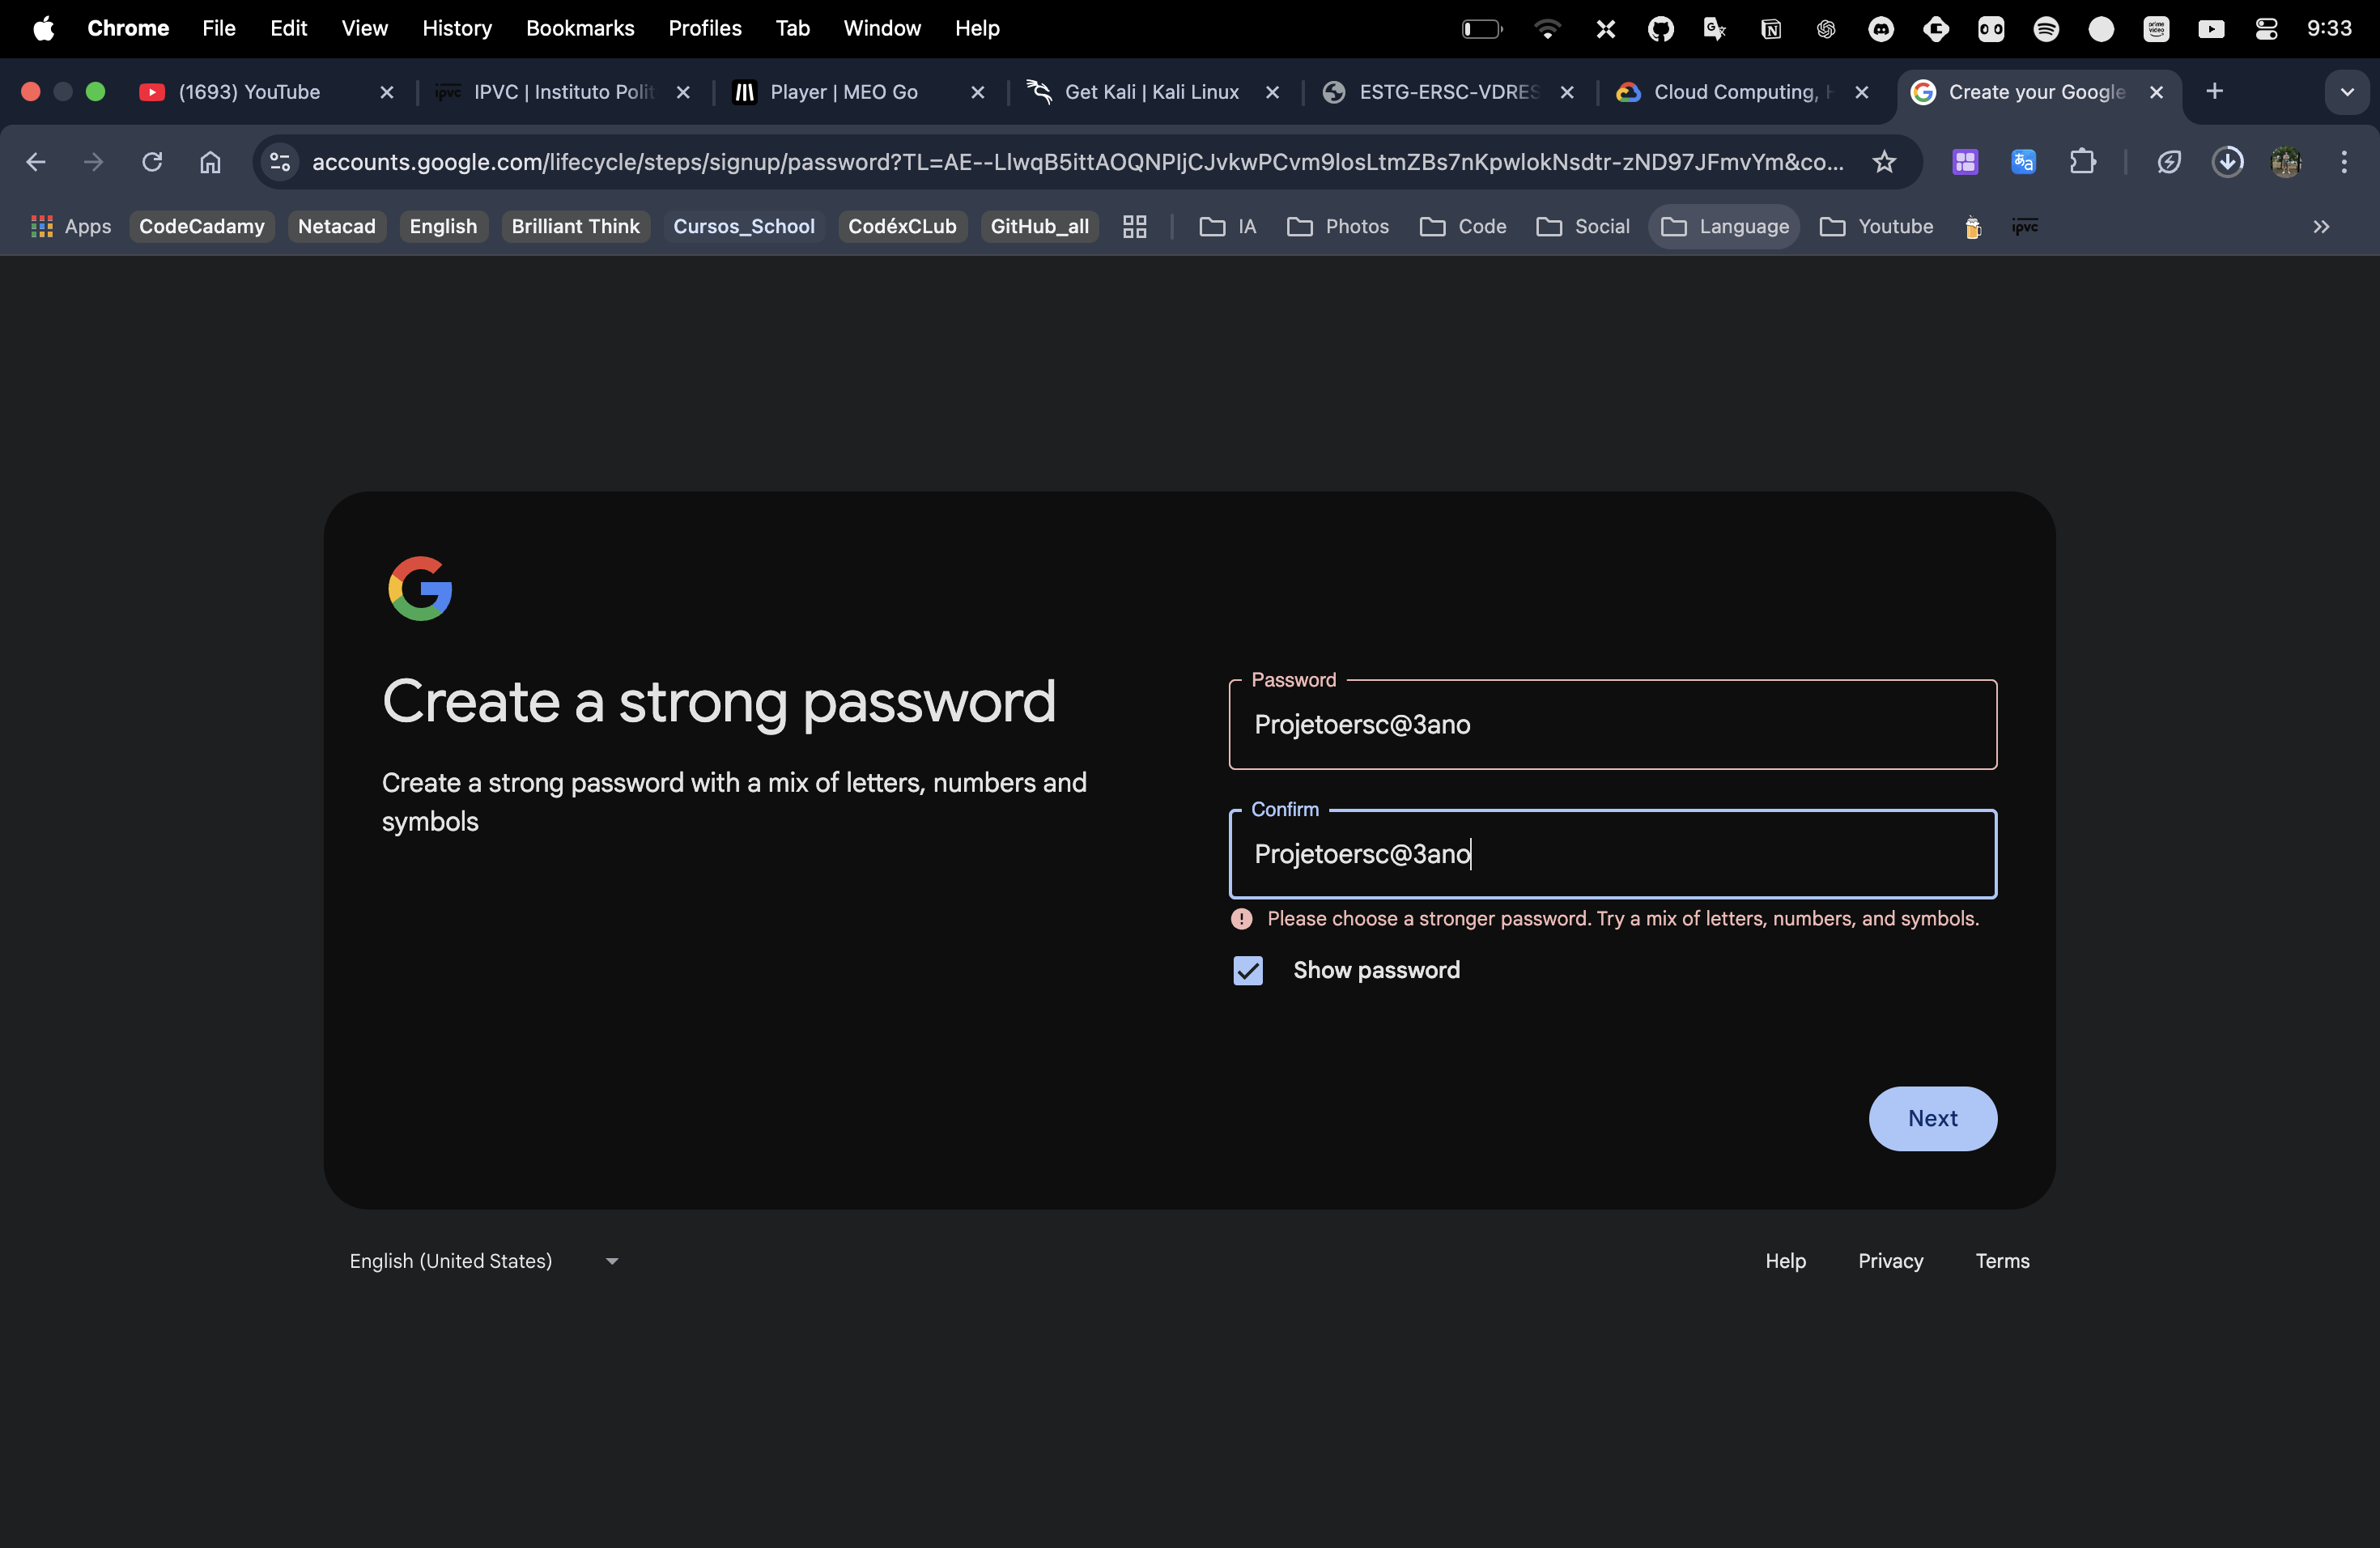 Chrome File Edit View History Bookmarks Profiles Tab Window Help 9:33
(1693) YouTube IPVC | Instituto Polit Player | MEO Go Get Kali | Kali Linux ESTG-ERSC-VDRES Cloud Computing, H Create your Google
accounts.google.com/lifecycle/steps/signup/password?TL=AE--LlwqB5ittAOQNPIjCJvkwPCvm9losLtmZBs7nKpwlokNsdtr-zND97JFmvYm&co...
Apps CodeCadamy Netacad English Brilliant Think Cursos_School CodéxCLub GitHub_all IA Photos Code Social Language Youtube ipvc
Create a strong password
Create a strong password with a mix of letters, numbers and
symbols
Password
Projetoersc@3ano
Confirm
Projetoersc@3ano
Please choose a stronger password. Try a mix of letters, numbers, and symbols.
Show password
Next
English (United States)
Help Privacy Terms